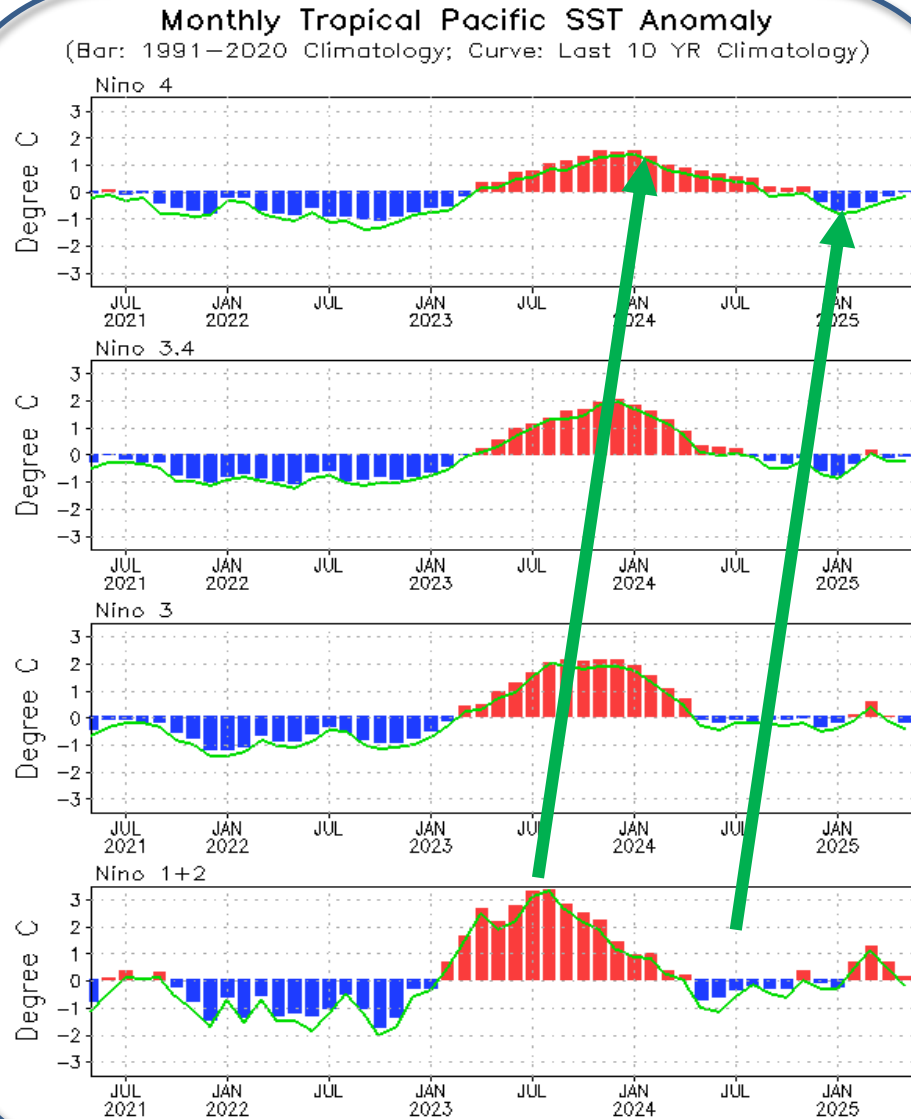 Monthly Tropical Pacific SST Anomaly
(Bar: 1991−2020 Climatology; Curve: Last 10 YR Climatology)
Nino 4
Degree C
3
2
1
0
−1
−2
−3
JUL JAN JUL JAN JUL JAN JUL JAN
2021 2022 2023 2024 2025
Nino 3.4
Degree C
3
2
1
0
−1
−2
−3
JUL JAN JUL JAN JUL JAN JUL JAN
2021 2022 2023 2024 2025
Nino 3
Degree C
3
2
1
0
−1
−2
−3
JUL JAN JUL JAN JUL JAN JUL JAN
2021 2022 2023 2024 2025
Nino 1+2
Degree C
3
2
1
0
−1
−2
−3
JUL JAN JUL JAN JUL JAN JUL JAN
2021 2022 2023 2024 2025